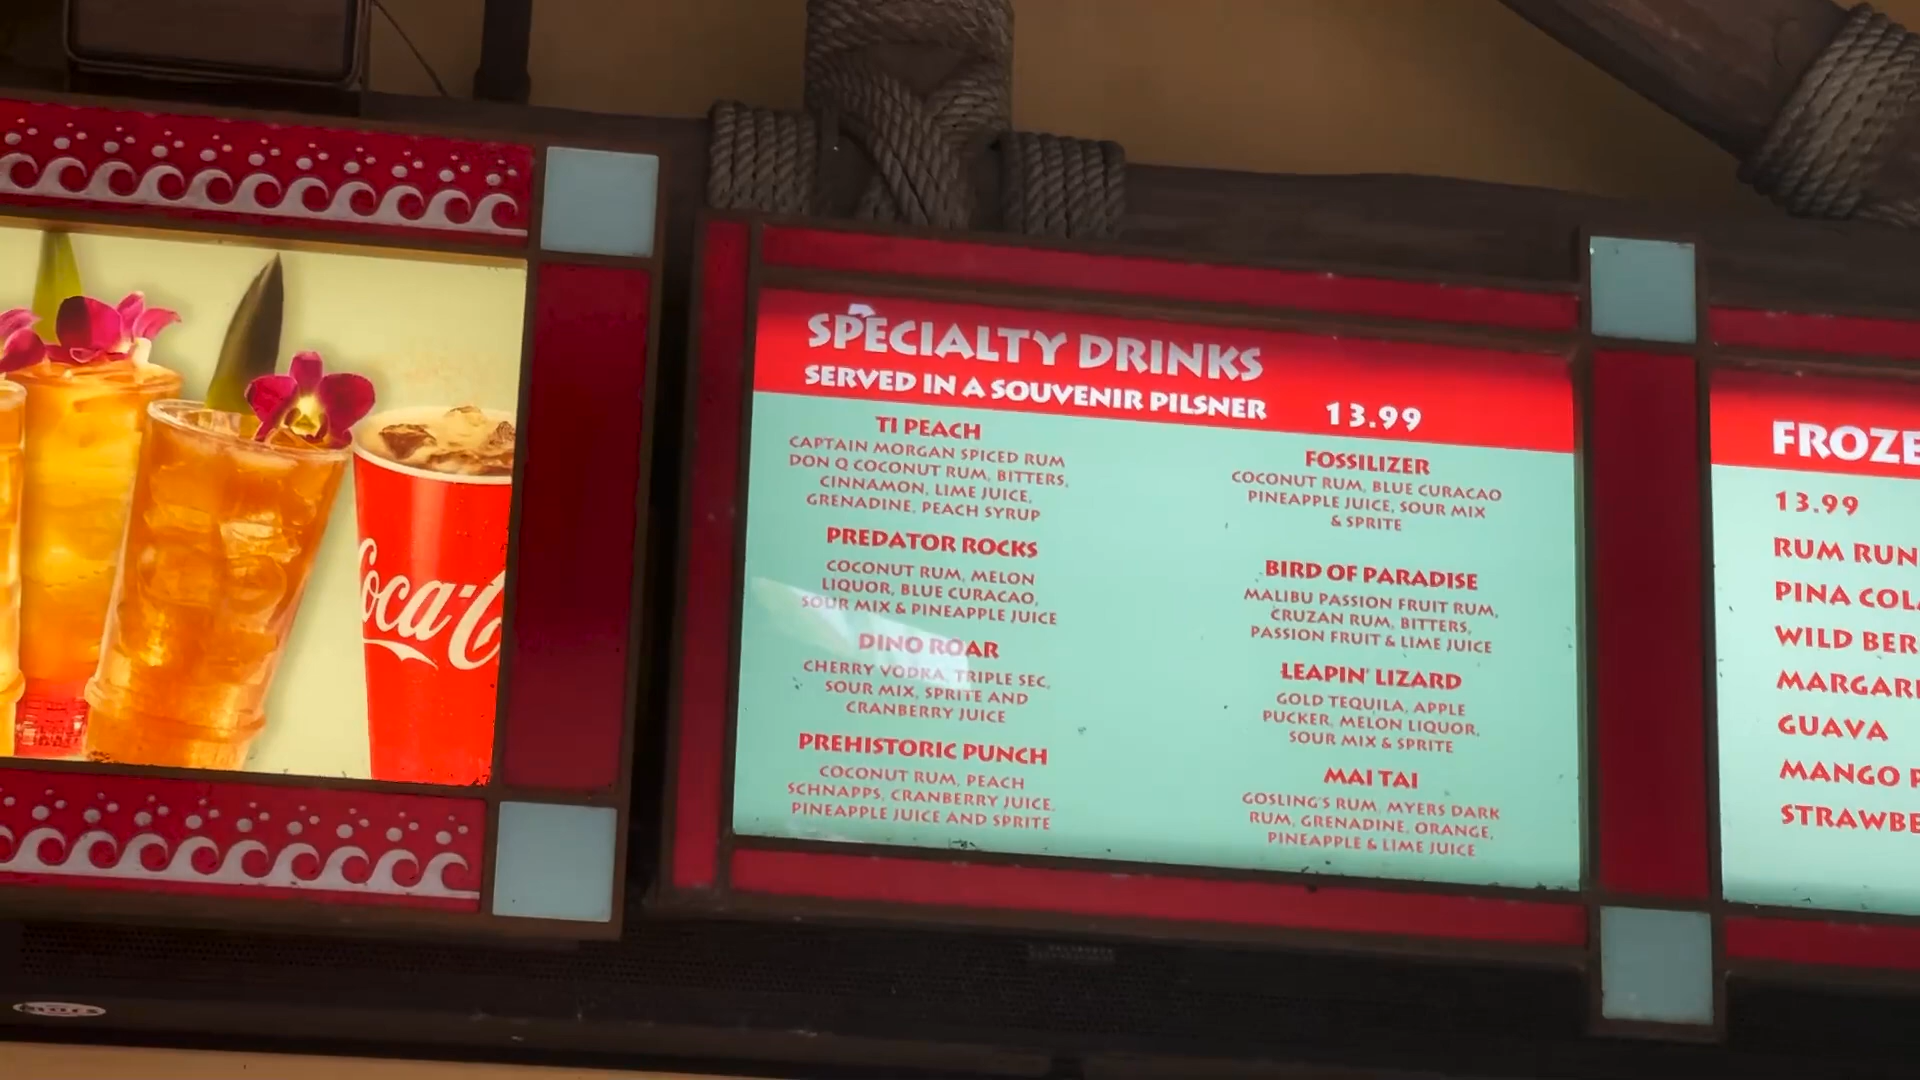 Coca-C
SPECIALTY DRINKS
SERVED IN A SOUVENIR PILSNER 13.99
TI PEACH
CAPTAIN MORGAN SPICED RUM
DON Q COCONUT RUM, BITTERS,
CINNAMON, LIME JUICE,
GRENADINE, PEACH SYRUP
PREDATOR ROCKS
COCONUT RUM, MELON
LIQUOR, BLUE CURACAO,
SOUR MIX & PINEAPPLE JUICE
DINO ROAR
CHERRY VODKA, TRIPLE SEC,
SOUR MIX, SPRITE AND
CRANBERRY JUICE
PREHISTORIC PUNCH
COCONUT RUM, PEACH
SCHNAPPS, CRANBERRY JUICE,
PINEAPPLE JUICE AND SPRITE
FOSSILIZER
COCONUT RUM, BLUE CURACAO
PINEAPPLE JUICE, SOUR MIX
& SPRITE
BIRD OF PARADISE
MALIBU PASSION FRUIT RUM,
CRUZAN RUM, BITTERS,
PASSION FRUIT & LIME JUICE
LEAPIN' LIZARD
GOLD TEQUILA, APPLE
PUCKER, MELON LIQUOR,
SOUR MIX & SPRITE
MAI TAI
GOSLING'S RUM, MYERS DARK
RUM, GRENADINE, ORANGE,
PINEAPPLE & LIME JUICE
FROZE
13.99
RUM RUN
PINA COL
WILD BER
MARGARI
GUAVA
MANGO
STRAWBE